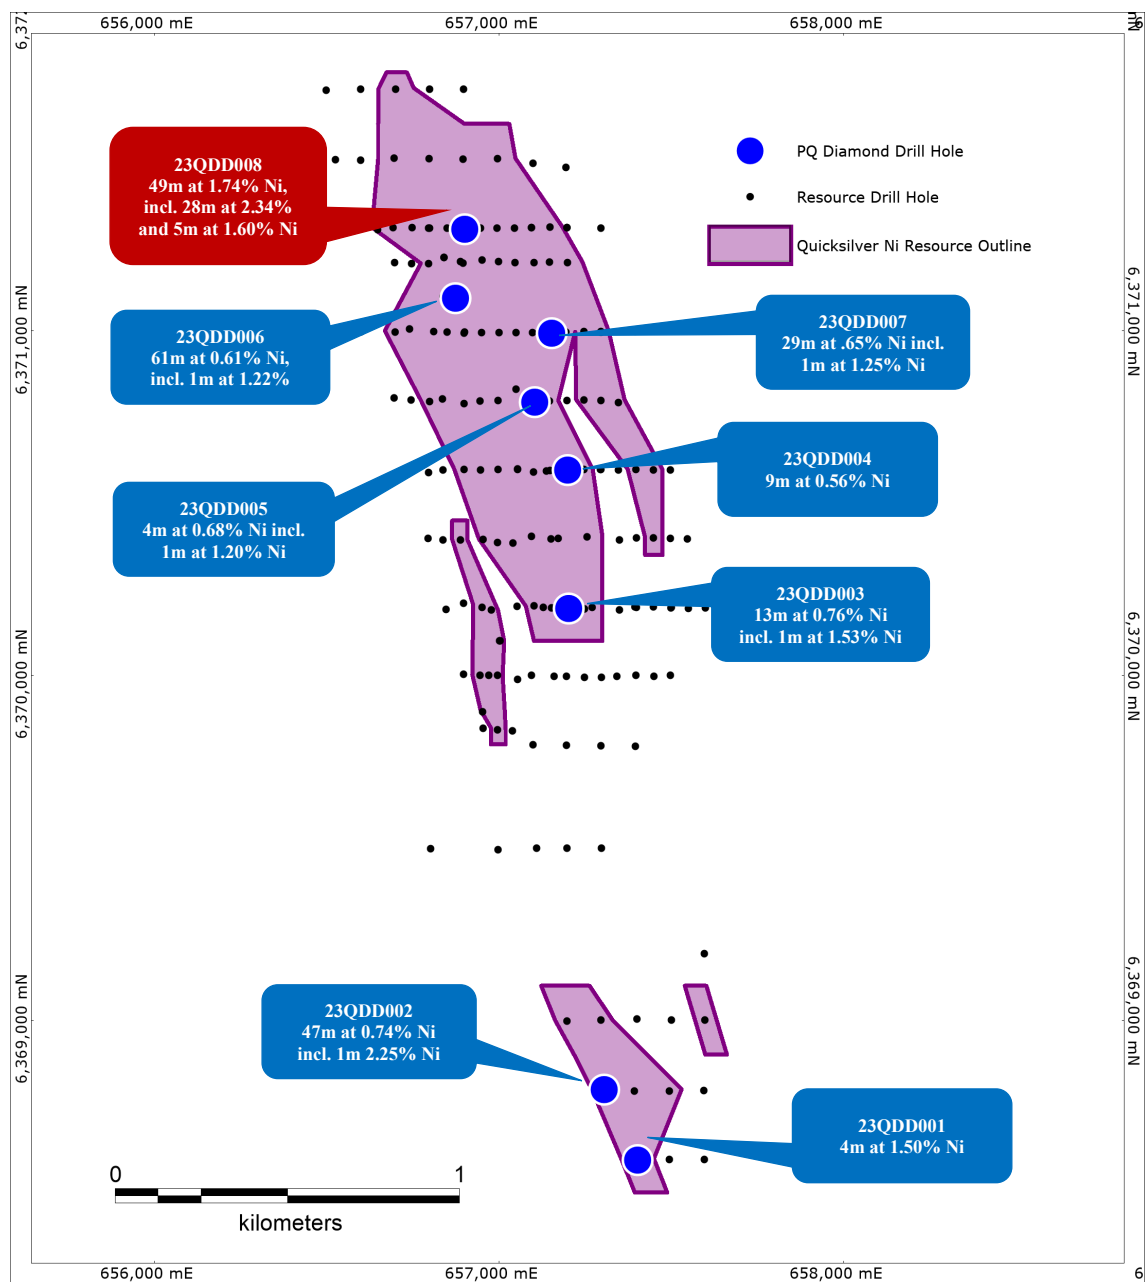 656,000 mE
657,000 mE
658,000 mE
6
6,372
mN
23QDD008
49m at 1.74% Ni,
incl. 28m at 2.34%
and 5m at 1.60% Ni
PQ Diamond Drill Hole
Resource Drill Hole
Quicksilver Ni Resource Outline
6,371,000 mN
6,371,000 mN
23QDD006
61m at 0.61% Ni,
incl. 1m at 1.22%
23QDD007
29m at .65% Ni incl.
1m at 1.25% Ni
23QDD004
9m at 0.56% Ni
23QDD005
4m at 0.68% Ni incl.
1m at 1.20% Ni
23QDD003
13m at 0.76% Ni
incl. 1m at 1.53% Ni
6,370,000 mN
6,370,000 mN
23QDD002
47m at 0.74% Ni
incl. 1m 2.25% Ni
6,369,000 mN
6,369,000 mN
23QDD001
4m at 1.50% Ni
0
1
kilometers
656,000 mE
657,000 mE
658,000 mE
6